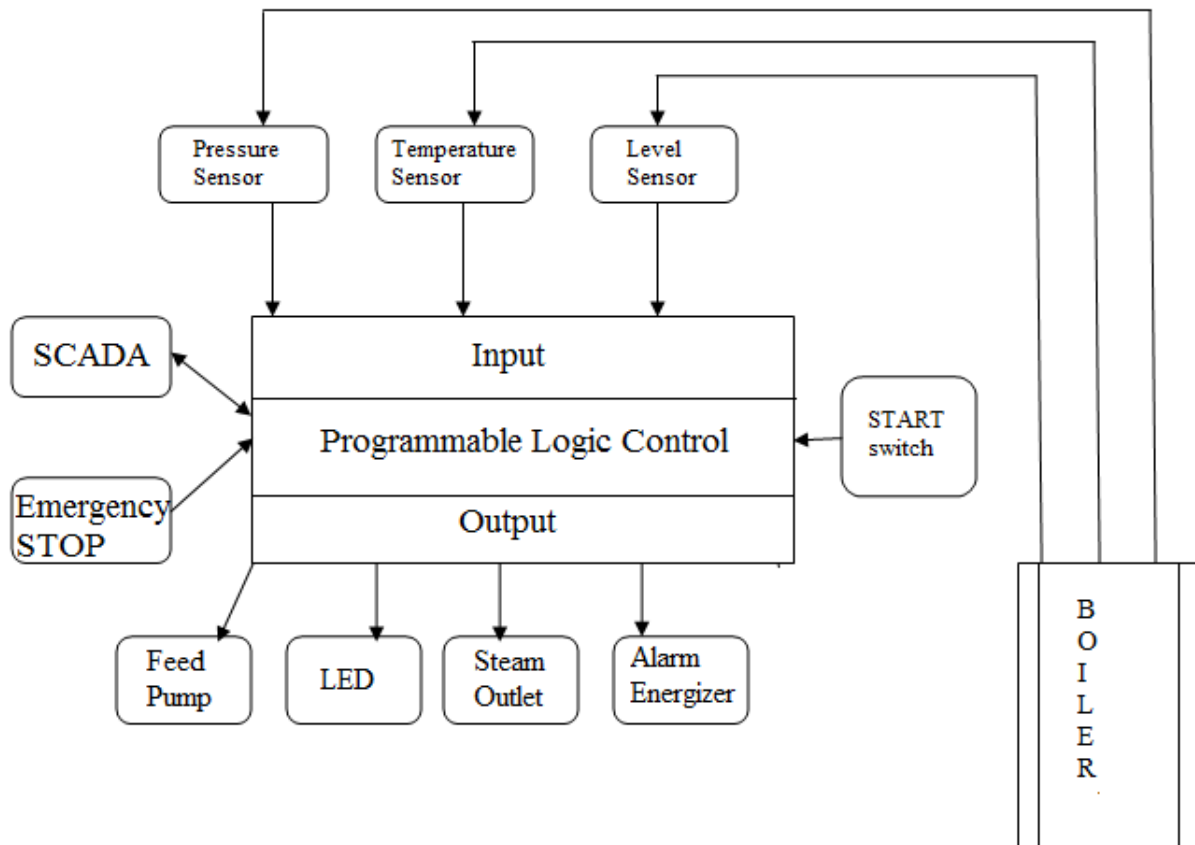 Pressure
Sensor
Temperature
Sensor
Level
Sensor
SCADA
Input
START
switch
Programmable Logic Control
Emergency
STOP
Output
Feed
Pump
LED
Steam
Outlet
Alarm
Energizer
B
O
I
L
E
R